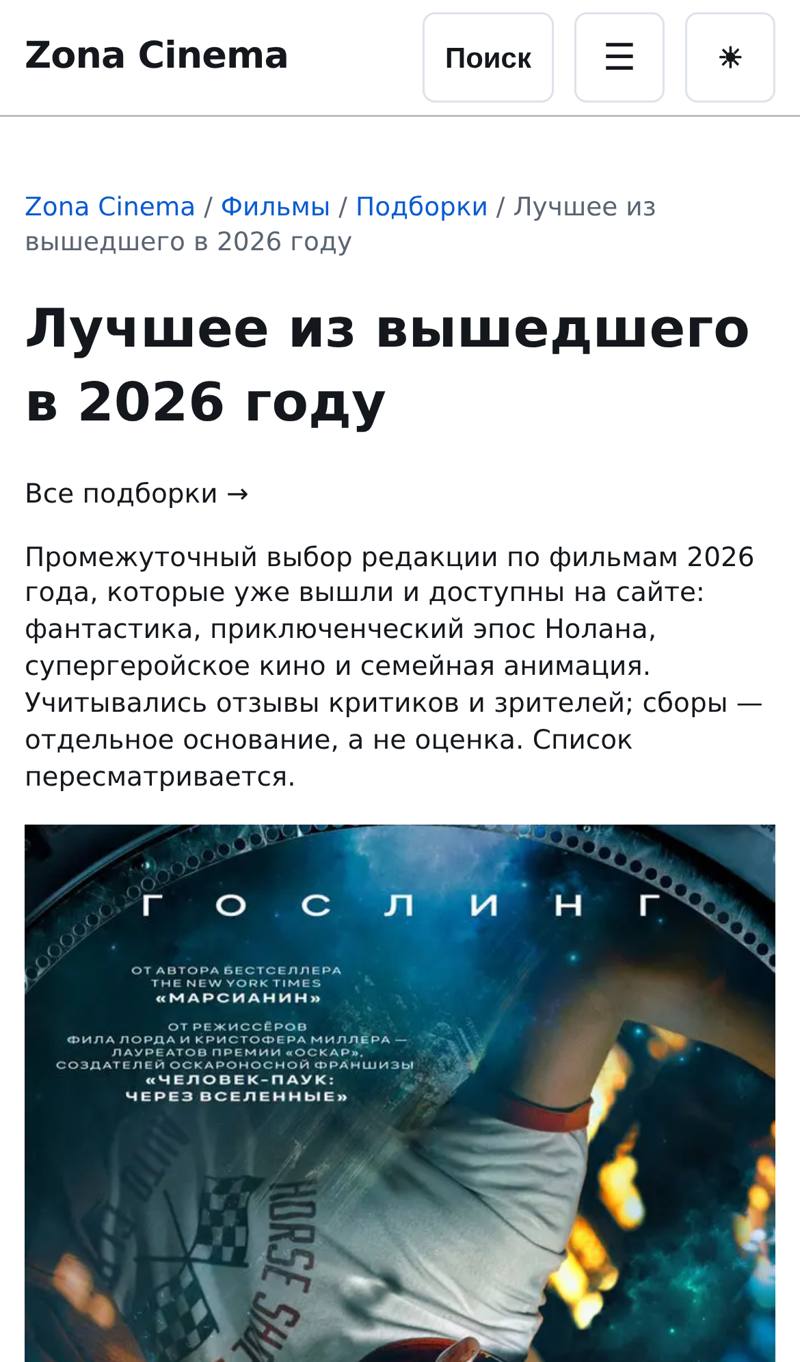 Zona Cinema
Поиск
Zona Cinema / Фильмы / Подборки / Лучшее из
вышедшего в 2026 году
Лучшее из вышедшего
в 2026 году
Все подборки →
Промежуточный выбор редакции по фильмам 2026
года, которые уже вышли и доступны на сайте:
фантастика, приключенческий эпос Нолана,
супергеройское кино и семейная анимация.
Учитывались отзывы критиков и зрителей; сборы —
отдельное основание, а не оценка. Список
пересматривается.
ГОСЛИНГ
ОТ АВТОРА БЕСТСЕЛЛЕРА
THE NEW YORK TIMES
«МАРСИАНИН»
ОТ РЕЖИССЁРОВ
ФИЛА ЛОРДА И КРИСТОФЕРА МИЛЛЕРА —
ЛАУРЕАТОВ ПРЕМИИ «ОСКАР»,
СОЗДАТЕЛЕЙ ОСКАРОНОСНОЙ ФРАНШИЗЫ
«ЧЕЛОВЕК-ПАУК:
ЧЕРЕЗ ВСЕЛЕННЫЕ»
AUTO
HORSE